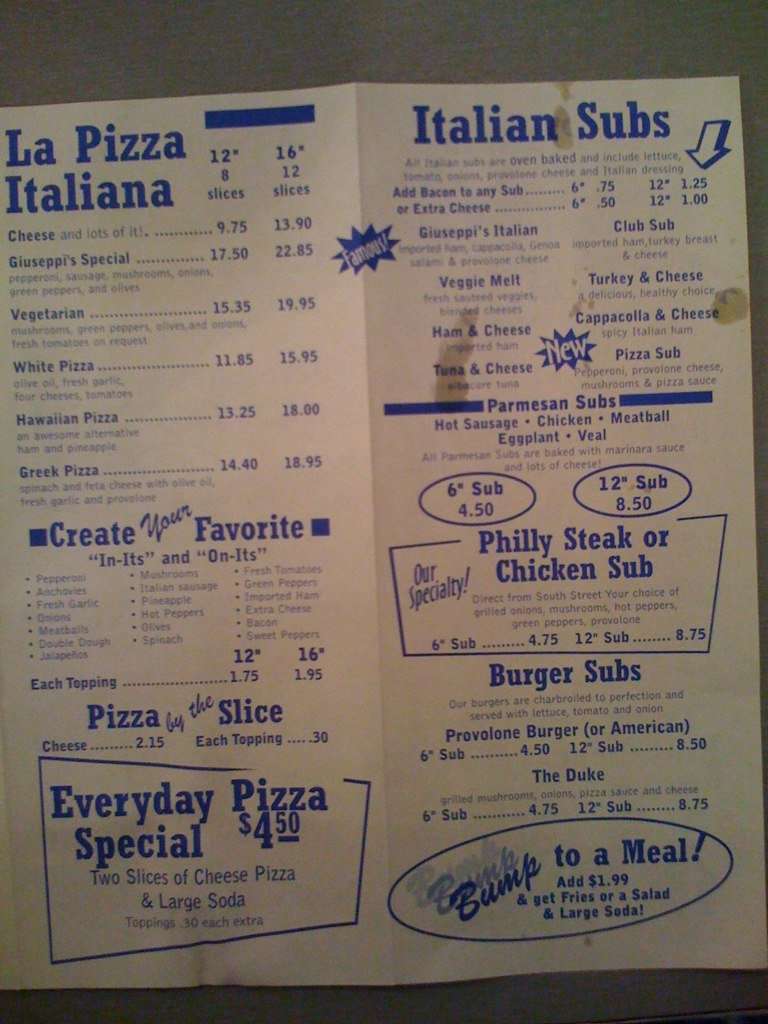 La Pizza
Italiana
12" 16"
8 12
slices slices
Cheese and lots of it!. ............ 9.75 13.90
Giuseppi's Special .............. 17.50 22.85
pepperoni, sausage, mushrooms, onions,
green peppers, and olives
Vegetarian ........................ 15.35 19.95
mushrooms, green peppers, olives,and onions,
fresh tomatoes on request
White Pizza ....................... 11.85 15.95
olive oil, fresh garlic,
four cheeses, tomatoes
Hawaiian Pizza .................. 13.25 18.00
an awesome alternative
ham and pineapple
Greek Pizza ...................... 14.40 18.95
spinach and feta cheese with olive oil,
fresh garlic and provolone
Create Your Favorite
"In-Its" and "On-Its"
• Pepperoni
• Anchovies
• Fresh Garlic
• Onions
• Meatballs
• Double Dough
• Jalapeños
• Mushrooms
• Italian sausage
• Pineapple
• Hot Peppers
• Olives
• Spinach
• Fresh Tomatoes
• Green Peppers
• Imported Ham
• Extra Cheese
• Bacon
• Sweet Peppers
12" 16"
Each Topping ..................... 1.75 1.95
Pizza by the Slice
Cheese ......... 2.15 Each Topping ..... .30
Everyday Pizza
Special $4.50
Two Slices of Cheese Pizza
& Large Soda
Toppings .30 each extra
Italian Subs
All Italian subs are oven baked and include lettuce,
tomato, onions, provolone cheese and Italian dressing
Add Bacon to any Sub ......... 6" .75 12" 1.25
or Extra Cheese ................ 6" .50 12" 1.00
Famous!
Giuseppi's Italian
imported ham, cappacolla, Genoa
salami & provolone cheese
Veggie Melt
fresh sauteed veggies,
blended cheeses
Ham & Cheese
imported ham
Tuna & Cheese
albacore tuna
Club Sub
imported ham,turkey breast
& cheese
Turkey & Cheese
a delicious, healthy choice
Cappacolla & Cheese
spicy Italian ham
New
Pizza Sub
Pepperoni, provolone cheese,
mushrooms & pizza sauce
Parmesan Subs
Hot Sausage • Chicken • Meatball
Eggplant • Veal
All Parmesan Subs are baked with marinara sauce
and lots of cheese!
6" Sub
4.50
12" Sub
8.50
Our
Specialty!
Philly Steak or
Chicken Sub
Direct from South Street Your choice of
grilled onions, mushrooms, hot peppers,
green peppers, provolone
6" Sub .......... 4.75 12" Sub ......... 8.75
Burger Subs
Our burgers are charbroiled to perfection and
served with lettuce, tomato and onion
Provolone Burger (or American)
6" Sub .......... 4.50 12" Sub ......... 8.50
The Duke
grilled mushrooms, onions, pizza sauce and cheese
6" Sub .......... 4.75 12" Sub ........ 8.75
Bump Bump Bump to a Meal!
Add $1.99
& get Fries or a Salad
& Large Soda!